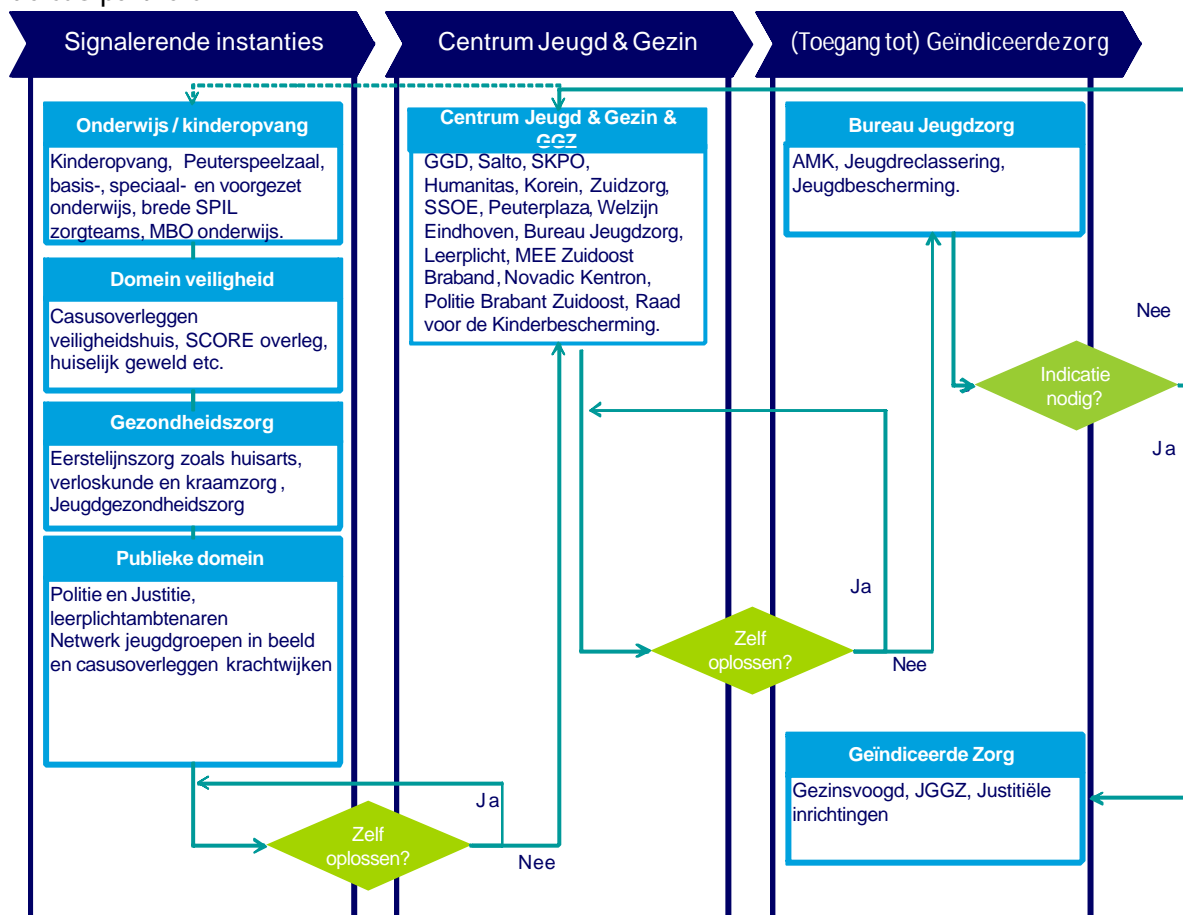 Signalerende instanties
Centrum Jeugd & Gezin
(Toegang tot) Geïndiceerdezorg
Onderwijs / kinderopvang
Kinderopvang, Peuterspeelzaal,
basis-, speciaal- en voorgezet
onderwijs, brede SPIL
zorgteams, MBO onderwijs.
Domein veiligheid
Casusoverleggen
veiligheidshuis, SCORE overleg,
huiselijk geweld etc.
Gezondheidszorg
Eerstelijnszorg zoals huisarts,
verloskunde en kraamzorg ,
Jeugdgezondheidszorg
Publieke domein
Politie en Justitie,
leerplichtambtenaren
Netwerk jeugdgroepen in beeld
en casusoverleggen krachtwijken
Ja
Zelf
oplossen?
Nee
Centrum Jeugd & Gezin &
GGZ
GGD, Salto, SKPO,
Humanitas, Korein, Zuidzorg,
SSOE, Peuterplaza, Welzijn
Eindhoven, Bureau Jeugdzorg,
Leerplicht, MEE Zuidoost
Braband, Novadic Kentron,
Politie Brabant Zuidoost, Raad
voor de Kinderbescherming.
Ja
Zelf
oplossen?
Nee
Bureau Jeugdzorg
AMK, Jeugdreclassering,
Jeugdbescherming.
Nee
Indicatie
nodig?
Ja
Geïndiceerde Zorg
Gezinsvoogd, JGGZ, Justitiële
inrichtingen